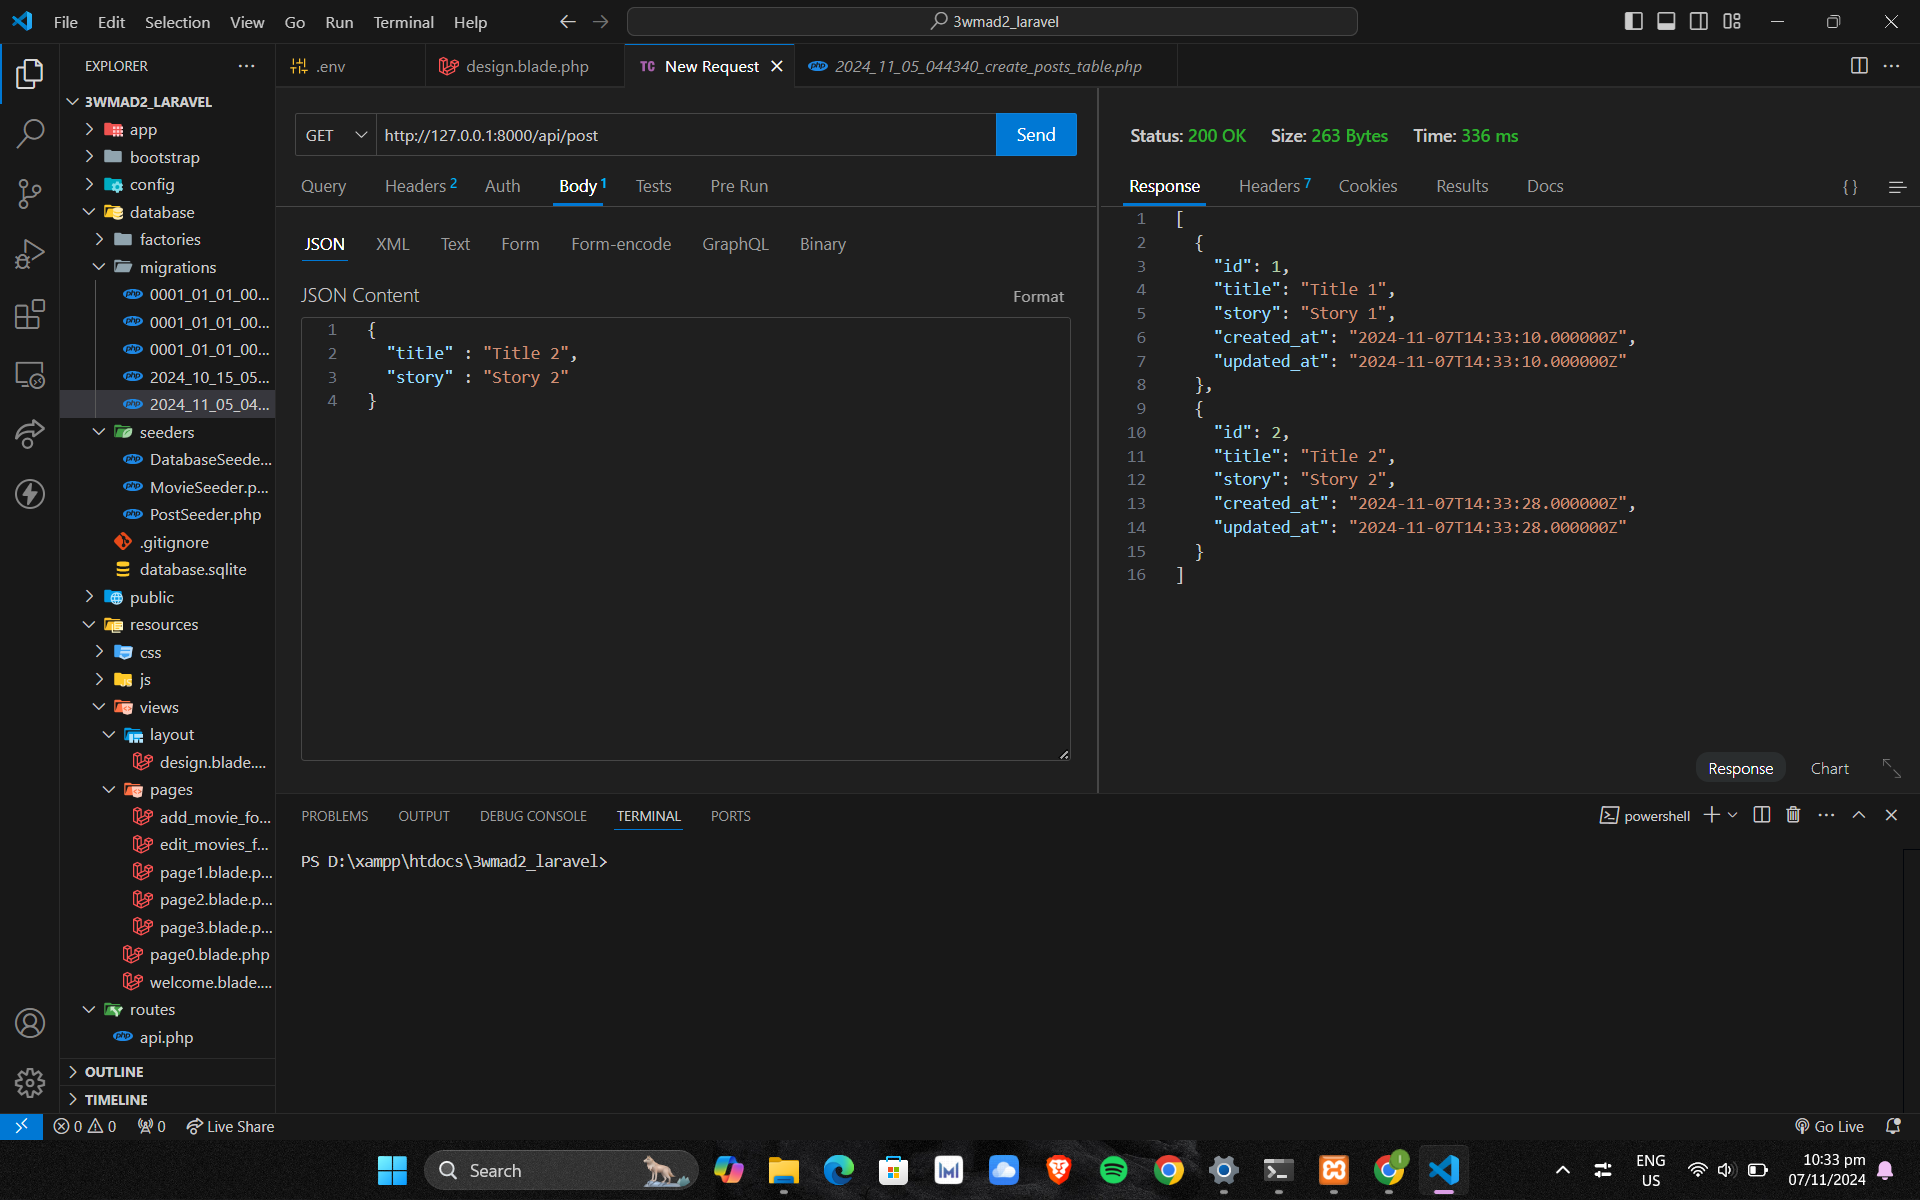 File Edit Selection View Go Run Terminal Help
3wmad2_laravel
EXPLORER
3WMAD2_LARAVEL
app
bootstrap
config
database
factories
migrations
0001_01_01_00...
0001_01_01_00...
0001_01_01_00...
2024_10_15_05...
2024_11_05_04...
seeders
DatabaseSeede...
MovieSeeder.p...
PostSeeder.php
.gitignore
database.sqlite
public
resources
css
js
views
layout
design.blade....
pages
add_movie_fo...
edit_movies_f...
page1.blade.p...
page2.blade.p...
page3.blade.p...
page0.blade.php
welcome.blade....
routes
api.php
OUTLINE
TIMELINE
.env
design.blade.php
TC New Request
2024_11_05_044340_create_posts_table.php
GET http://127.0.0.1:8000/api/post Send
Query Headers 2 Auth Body 1 Tests Pre Run
JSON XML Text Form Form-encode GraphQL Binary
JSON Content Format
1 {
2 "title" : "Title 2",
3 "story" : "Story 2"
4 }
Status: 200 OK Size: 263 Bytes Time: 336 ms
Response Headers 7 Cookies Results Docs { }
1 [
2 {
3 "id": 1,
4 "title": "Title 1",
5 "story": "Story 1",
6 "created_at": "2024-11-07T14:33:10.000000Z",
7 "updated_at": "2024-11-07T14:33:10.000000Z"
8 },
9 {
10 "id": 2,
11 "title": "Title 2",
12 "story": "Story 2",
13 "created_at": "2024-11-07T14:33:28.000000Z",
14 "updated_at": "2024-11-07T14:33:28.000000Z"
15 }
16 ]
Response Chart
PROBLEMS OUTPUT DEBUG CONSOLE TERMINAL PORTS
powershell
PS D:\xampp\htdocs\3wmad2_laravel>
0 0 0 Live Share
Go Live
Search
ENG
US
10:33 pm
07/11/2024